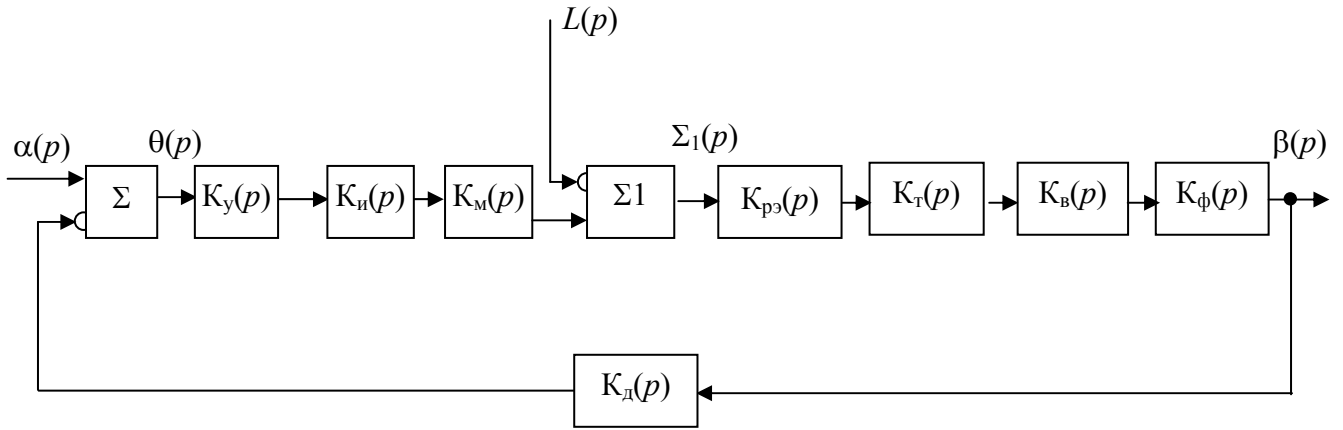 L(p)
α(p)
θ(p)
Σ₁(p)
β(p)
Σ
Kу(p)
Kи(p)
Kм(p)
Σ1
Kрэ(p)
Kт(p)
Kв(p)
Kф(p)
Kд(p)